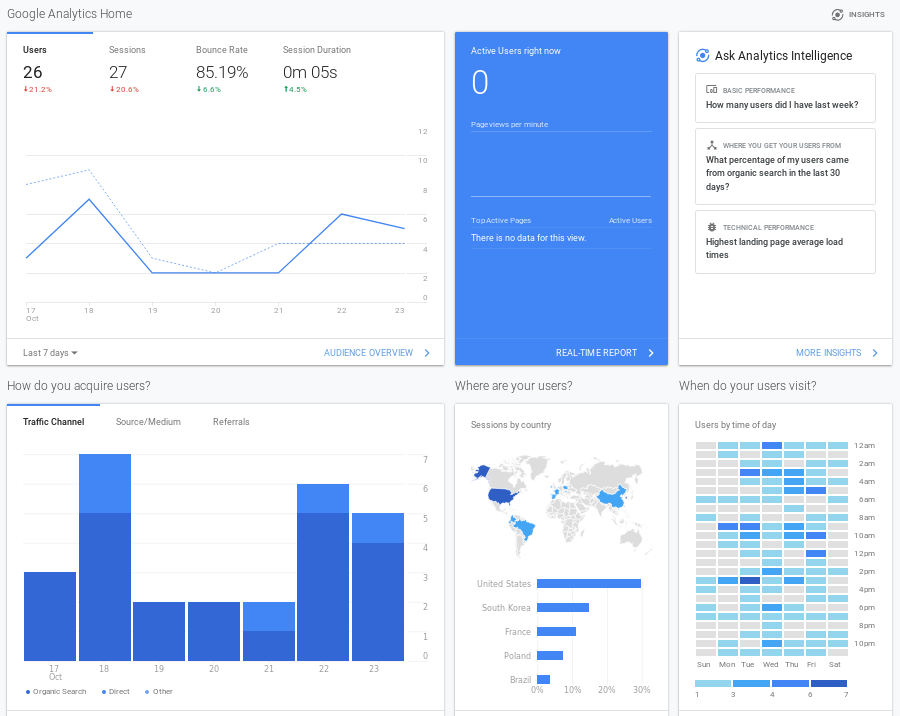 Google Analytics Home
INSIGHTS
Users
26
21.2%
Sessions
27
20.6%
Bounce Rate
85.19%
6.6%
Session Duration
0m 05s
4.5%
12
10
8
6
4
2
0
17 18 19 20 21 22 23
Oct
Last 7 days
AUDIENCE OVERVIEW
Active Users right now
0
Pageviews per minute
Top Active Pages Active Users
There is no data for this view.
REAL-TIME REPORT
Ask Analytics Intelligence
BASIC PERFORMANCE
How many users did I have last week?
WHERE YOU GET YOUR USERS FROM
What percentage of my users came
from organic search in the last 30
days?
TECHNICAL PERFORMANCE
Highest landing page average load
times
MORE INSIGHTS
How do you acquire users?
Traffic Channel Source/Medium Referrals
7
6
5
4
3
2
1
0
17 18 19 20 21 22 23
Oct
Organic Search Direct Other
Where are your users?
Sessions by country
United States
South Korea
France
Poland
Brazil
0% 10% 20% 30%
When do your users visit?
Users by time of day
12am
2am
4am
6am
8am
10am
12pm
2pm
4pm
6pm
8pm
10pm
Sun Mon Tue Wed Thu Fri Sat
1 3 4 6 7